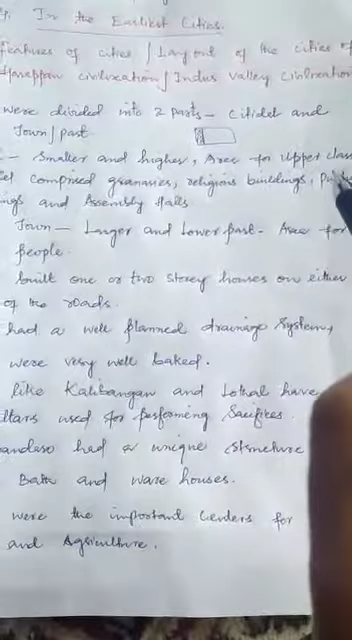 In the Earliest Cities.
features of cities / Layout of the cities of
Harappan civilization / Indus Valley Civilization
were divided into 2 parts - Citidel and
Town / part
- Smaller and higher, Area for Upper class
comprised granaries, religious buildings,
and Assembly Halls
Town - Larger and Lower part. Area for
people.
built one or two storey houses on either
of the roads.
had a well planned drainage system,
were very well baked.
like Kalibangan and Lothal have
used for performing Sacrifices.
had a unique structure
Bath and ware houses.
were the important Centers for
and Agriculture.